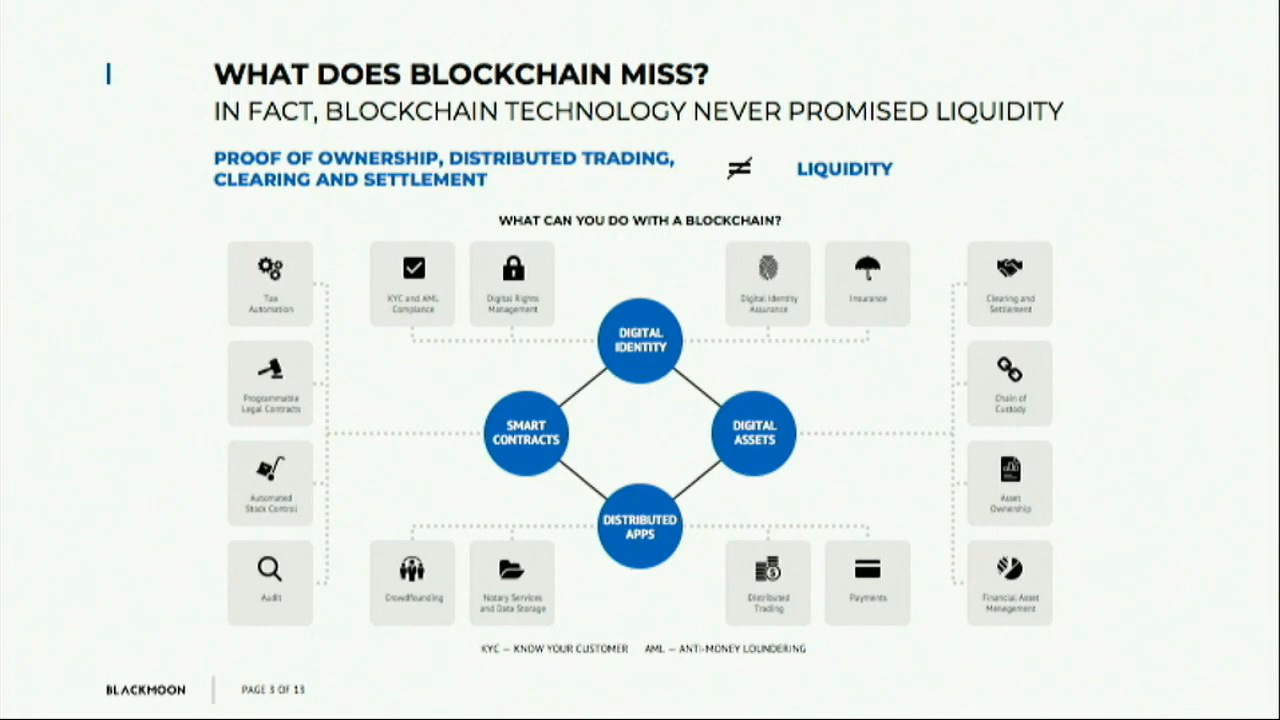 WHAT DOES BLOCKCHAIN MISS?
IN FACT, BLOCKCHAIN TECHNOLOGY NEVER PROMISED LIQUIDITY
PROOF OF OWNERSHIP, DISTRIBUTED TRADING,
CLEARING AND SETTLEMENT
≠
LIQUIDITY
WHAT CAN YOU DO WITH A BLOCKCHAIN?
Tax
Automation
KYC and AML
Compliance
Digital Rights
Management
Digital Identity
Assurance
Insurance
Clearing and
Settlement
DIGITAL
IDENTITY
Programmable
Legal Contracts
Chain of
Custody
SMART
CONTRACTS
DIGITAL
ASSETS
Automated
Stock Control
Asset
Ownership
DISTRIBUTED
APPS
Audit
Crowdfounding
Notary Services
and Data Storage
Distributed
Trading
Payments
Financial Asset
Management
KYC – KNOW YOUR CUSTOMER AML – ANTI-MONEY LOUNDERING
BLACKMOON
PAGE 3 OF 13